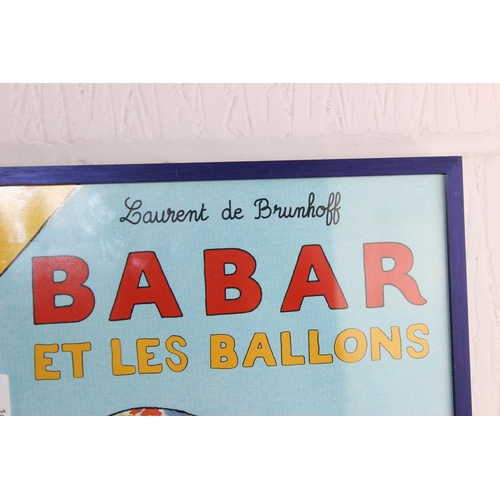 Laurent de Brunhoff
BABAR
ET LES BALLONS